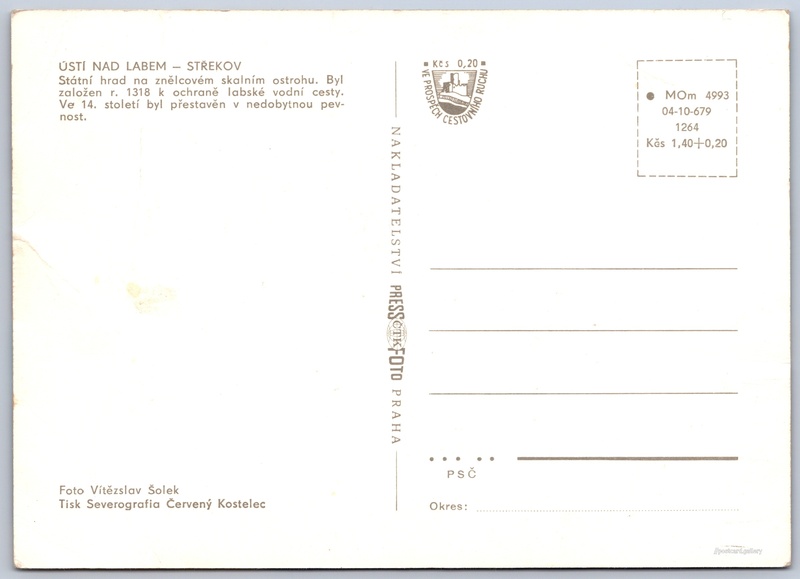 ÚSTÍ NAD LABEM – STŘEKOV
Státní hrad na znělcovém skalním ostrohu. Byl
založen r. 1318 k ochraně labské vodní cesty.
Ve 14. století byl přestavěn v nedobytnou pev-
nost.
Foto Vítězslav Šolek
Tisk Severografia Červený Kostelec
NAKLADATELSTVÍ PRESSFOTO PRAHA
ČTK
Kčs 0,20
VE PROSPĚCH CESTOVNÍHO RUCHU
MOm 4993
04-10-679
1264
Kčs 1,40+0,20
PSČ
Okres: